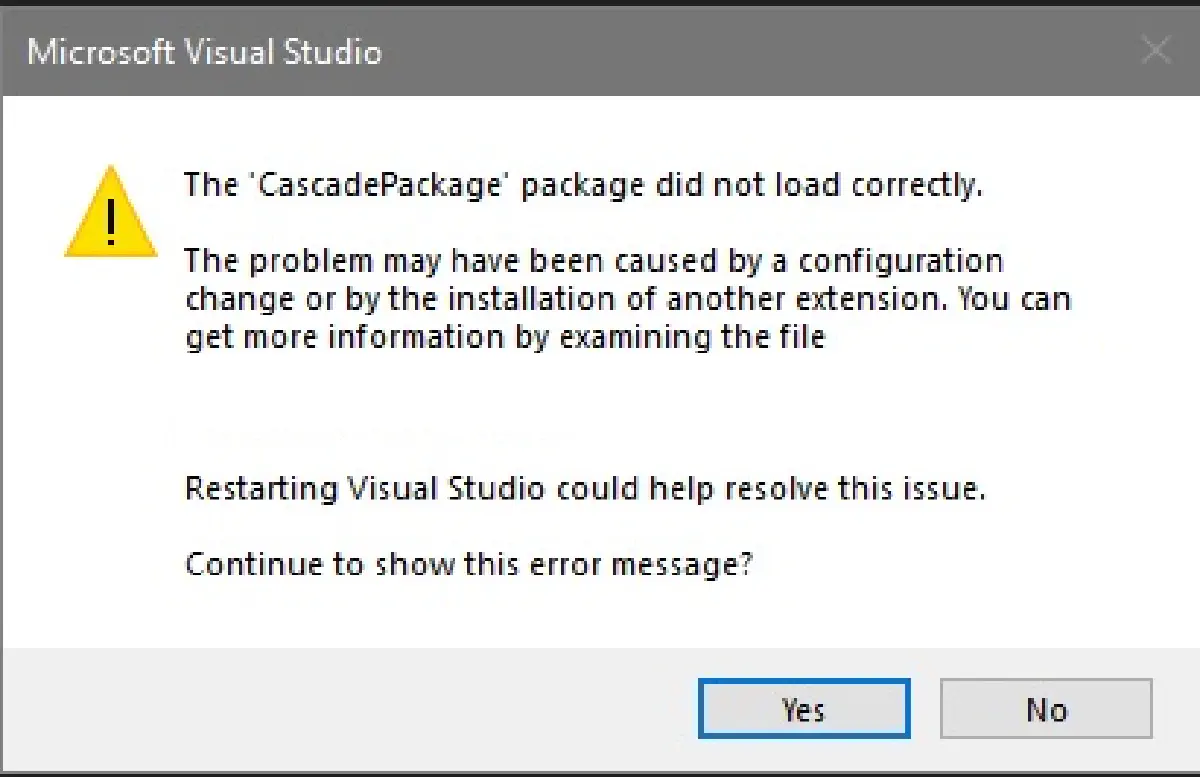 Microsoft Visual Studio
The 'CascadePackage' package did not load correctly.
The problem may have been caused by a configuration
change or by the installation of another extension. You can
get more information by examining the file
Restarting Visual Studio could help resolve this issue.
Continue to show this error message?
Yes
No